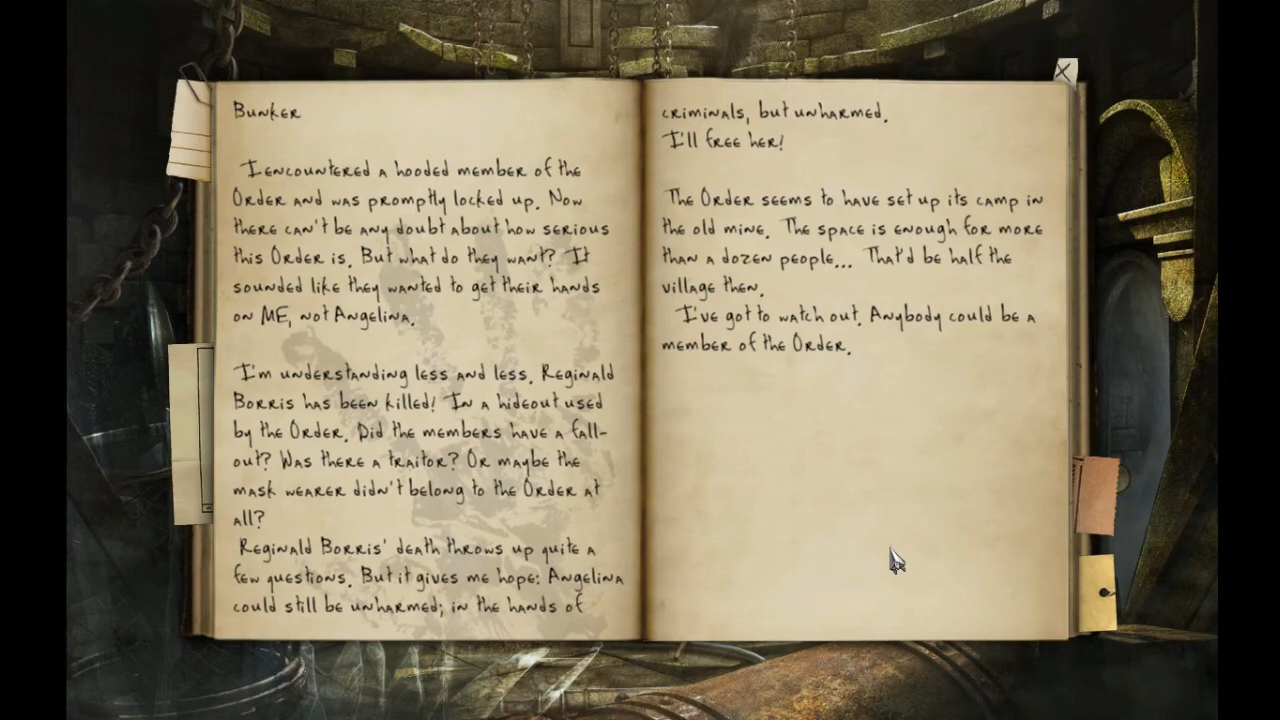 Bunker
I encountered a hooded member of the
Order and was promptly locked up. Now
there can't be any doubt about how serious
this Order is. But what do they want? It
sounded like they wanted to get their hands
on ME, not Angelina.
I'm understanding less and less. Reginald
Borris has been killed! In a hideout used
by the Order. Did the members have a fall-
out? Was there a traitor? Or maybe the
mask wearer didn't belong to the Order at
all?
Reginald Borris' death throws up quite a
few questions. But it gives me hope: Angelina
could still be unharmed; in the hands of
criminals, but unharmed.
I'll free her!
The Order seems to have set up its camp in
the old mine. The space is enough for more
than a dozen people... That'd be half the
village then.
I've got to watch out. Anybody could be a
member of the Order.